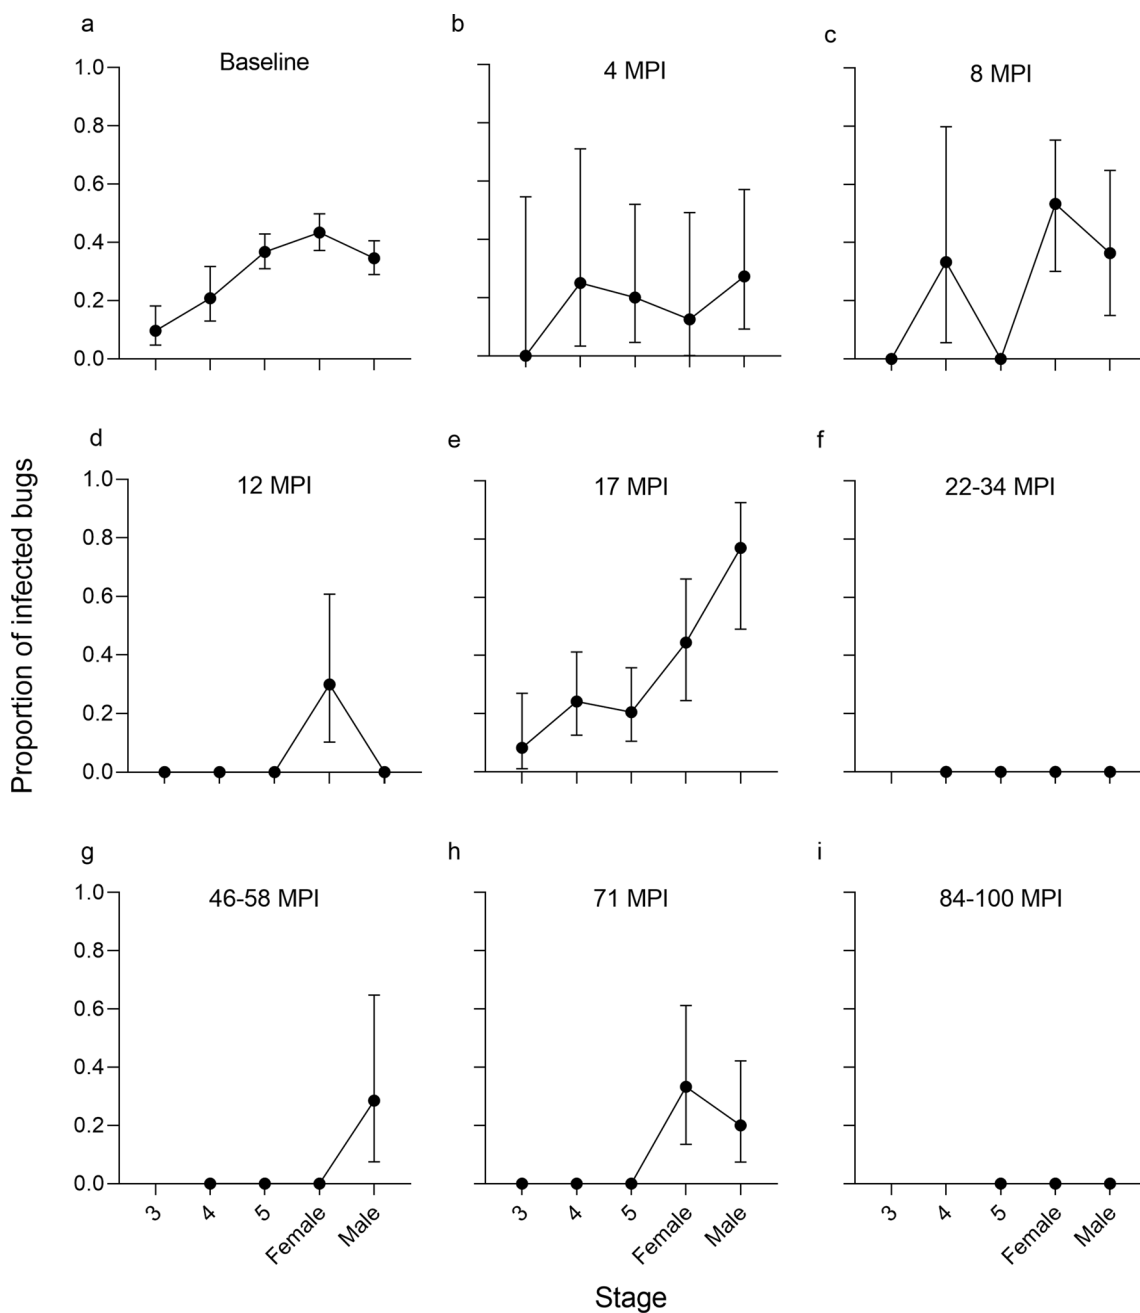 a
Baseline
1.0
0.8
0.6
0.4
0.2
0.0
b
4 MPI
c
8 MPI
Proportion of infected bugs
d
12 MPI
1.0
0.8
0.6
0.4
0.2
0.0
e
17 MPI
f
22-34 MPI
g
46-58 MPI
1.0
0.8
0.6
0.4
0.2
0.0
3
4
5
Female
Male
h
71 MPI
3
4
5
Female
Male
i
84-100 MPI
3
4
5
Female
Male
Stage